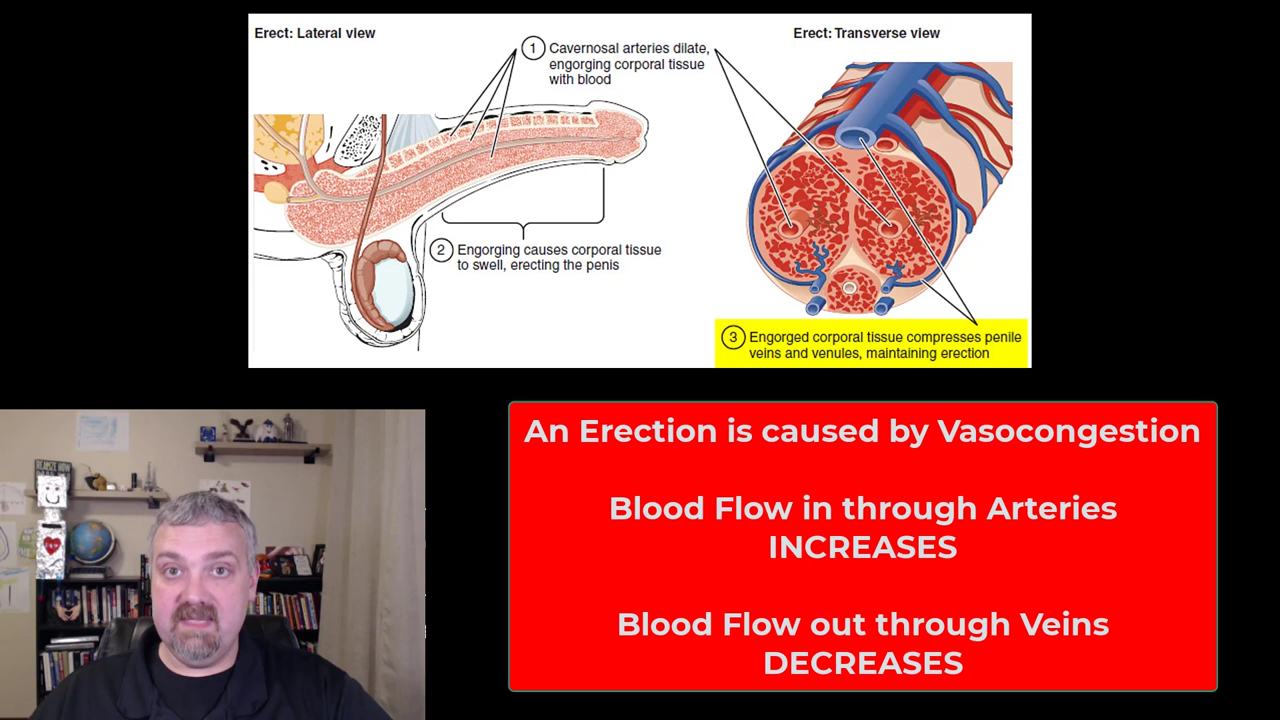 Erect: Lateral view
Erect: Transverse view
1 Cavernosal arteries dilate,
engorging corporal tissue
with blood
2 Engorging causes corporal tissue
to swell, erecting the penis
3 Engorged corporal tissue compresses penile
veins and venules, maintaining erection
An Erection is caused by Vasocongestion
Blood Flow in through Arteries
INCREASES
Blood Flow out through Veins
DECREASES